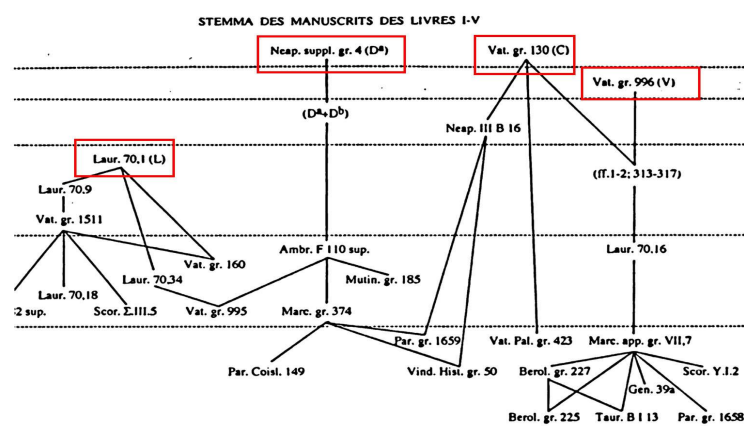 STEMMA DES MANUSCRITS DES LIVRES I-V
Neap. suppl. gr. 4 (Dª)
Vat. gr. 130 (C)
Vat. gr. 996 (V)
(Dª+Dᵇ)
Neap. III B 16
Laur. 70,1 (L)
(ff.1-2; 313-317)
Laur. 70,9
Vat. gr. 1511
Ambr. F 110 sup.
Laur. 70,16
Vat. gr. 160
Laur. 70,34
Mutin. gr. 185
Laur. 70,18
2 sup.
Scor. Σ.III.5
Vat. gr. 995
Marc. gr. 374
Par. gr. 1659
Vat. Pal. gr. 423
Marc. app. gr. VII,7
Par. Coisl. 149
Vind. Hist. gr. 50
Berol. gr. 227
Scor. Y.I.2
Gen. 39a
Berol. gr. 225
Taur. B I 13
Par. gr. 1658